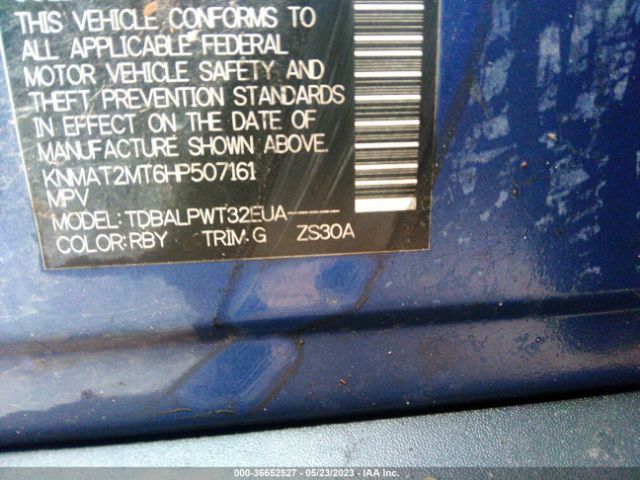 THIS VEHICLE CONFORMS TO
ALL APPLICABLE FEDERAL
MOTOR VEHICLE SAFETY AND
THEFT PREVENTION STANDARDS
IN EFFECT ON THE DATE OF
MANUFACTURE SHOWN ABOVE.
KNMAT2MT6HP507161
MPV
MODEL: TDBALPWT32EUA-----
COLOR:RBY TRIM:G ZS30A
000-36652527 - 05/23/2023 - IAA Inc.